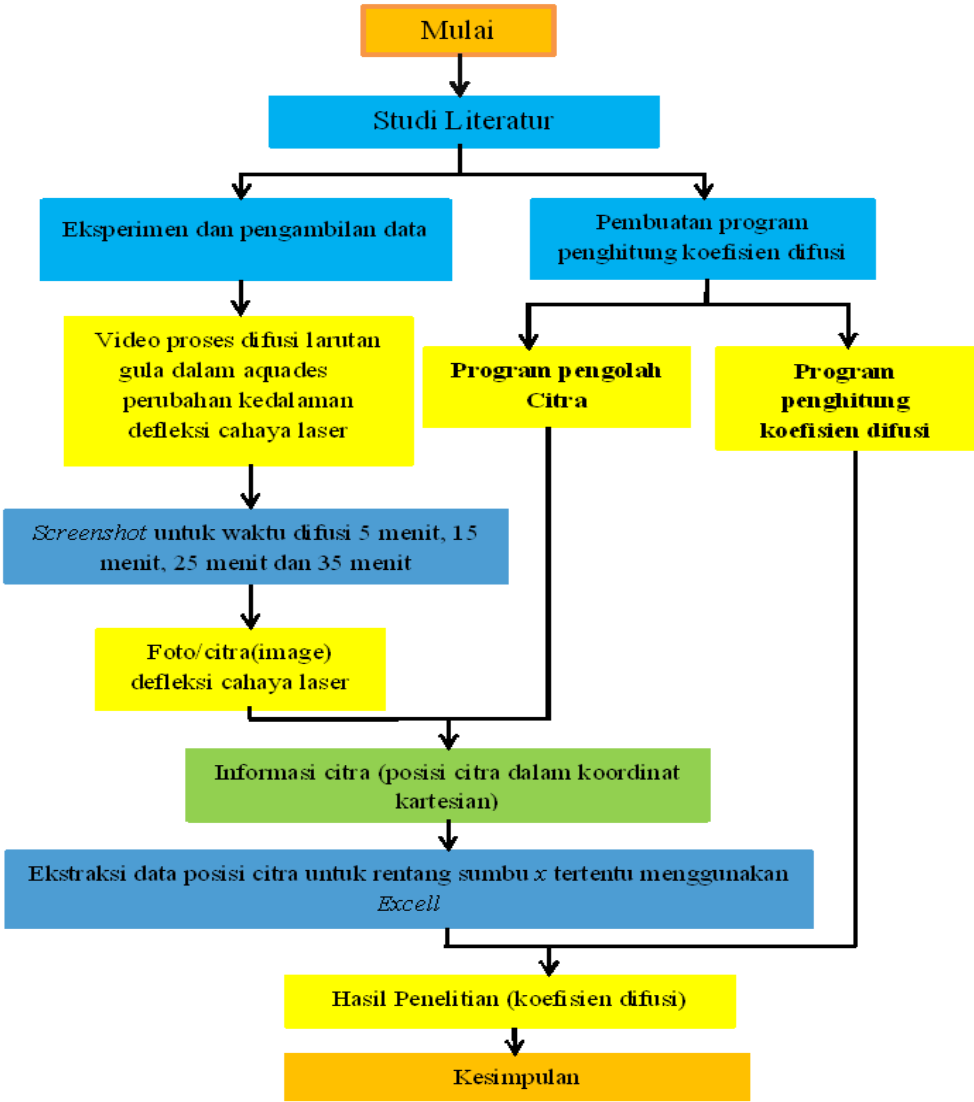 Mulai
Studi Literatur
Eksperimen dan pengambilan data
Pembuatan program
penghitung koefisien difusi
Video proses difusi larutan
gula dalam aquades
perubahan kedalaman
defleksi cahaya laser
Program pengolah
Citra
Program
penghitung
koefisien difusi
Screenshot untuk waktu difusi 5 menit, 15
menit, 25 menit dan 35 menit
Foto/citra(image)
defleksi cahaya laser
Informasi citra (posisi citra dalam koordinat
kartesian)
Ekstraksi data posisi citra untuk rentang sumbu x tertentu menggunakan
Excell
Hasil Penelitian (koefisien difusi)
Kesimpulan